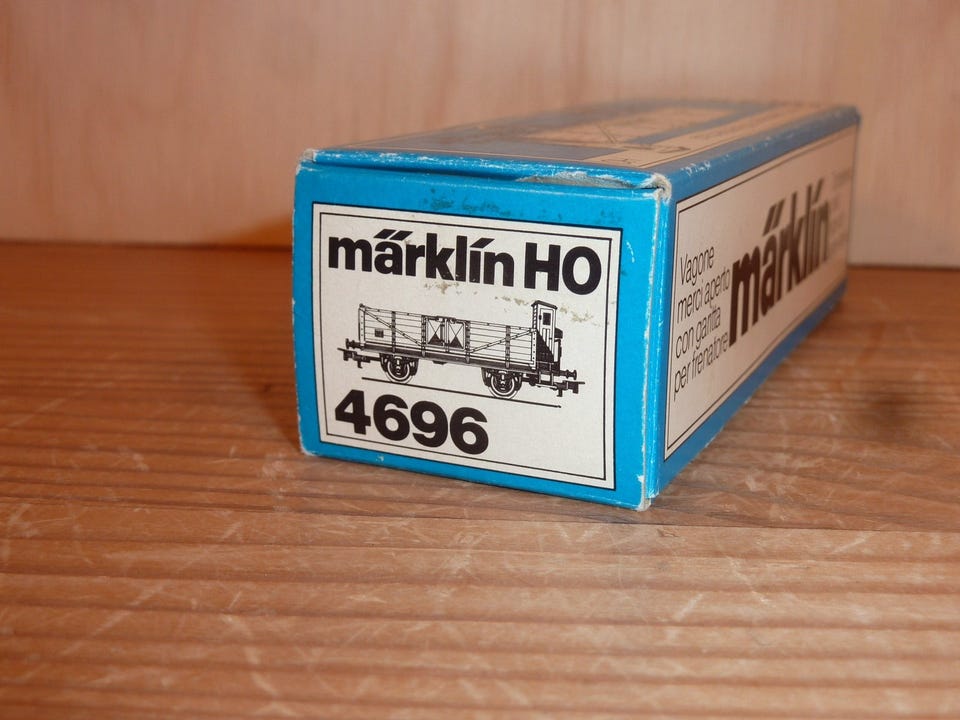 märklin HO
4696
Vagone
merci aperto
con garitta
per frenatore
märklin